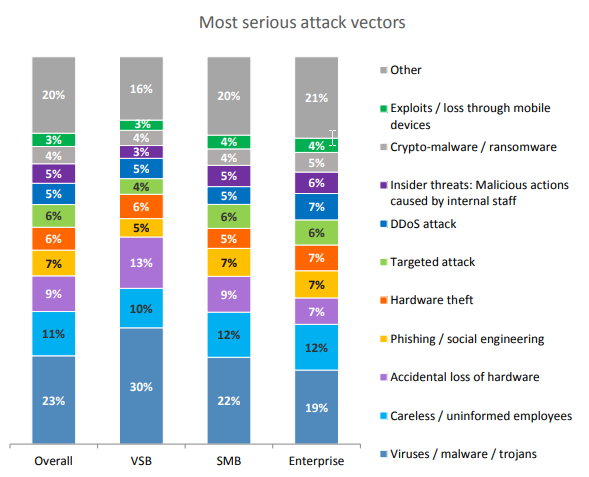 Most serious attack vectors
20%
3%
4%
5%
5%
6%
6%
7%
9%
11%
23%
Overall
16%
3%
4%
3%
5%
4%
6%
5%
13%
10%
30%
VSB
20%
4%
4%
5%
5%
6%
5%
7%
9%
12%
22%
SMB
21%
4%
5%
6%
7%
6%
7%
7%
7%
12%
19%
Enterprise
Other
Exploits / loss through mobile
devices
Crypto-malware / ransomware
Insider threats: Malicious actions
caused by internal staff
DDoS attack
Targeted attack
Hardware theft
Phishing / social engineering
Accidental loss of hardware
Careless / uninformed employees
Viruses / malware / trojans